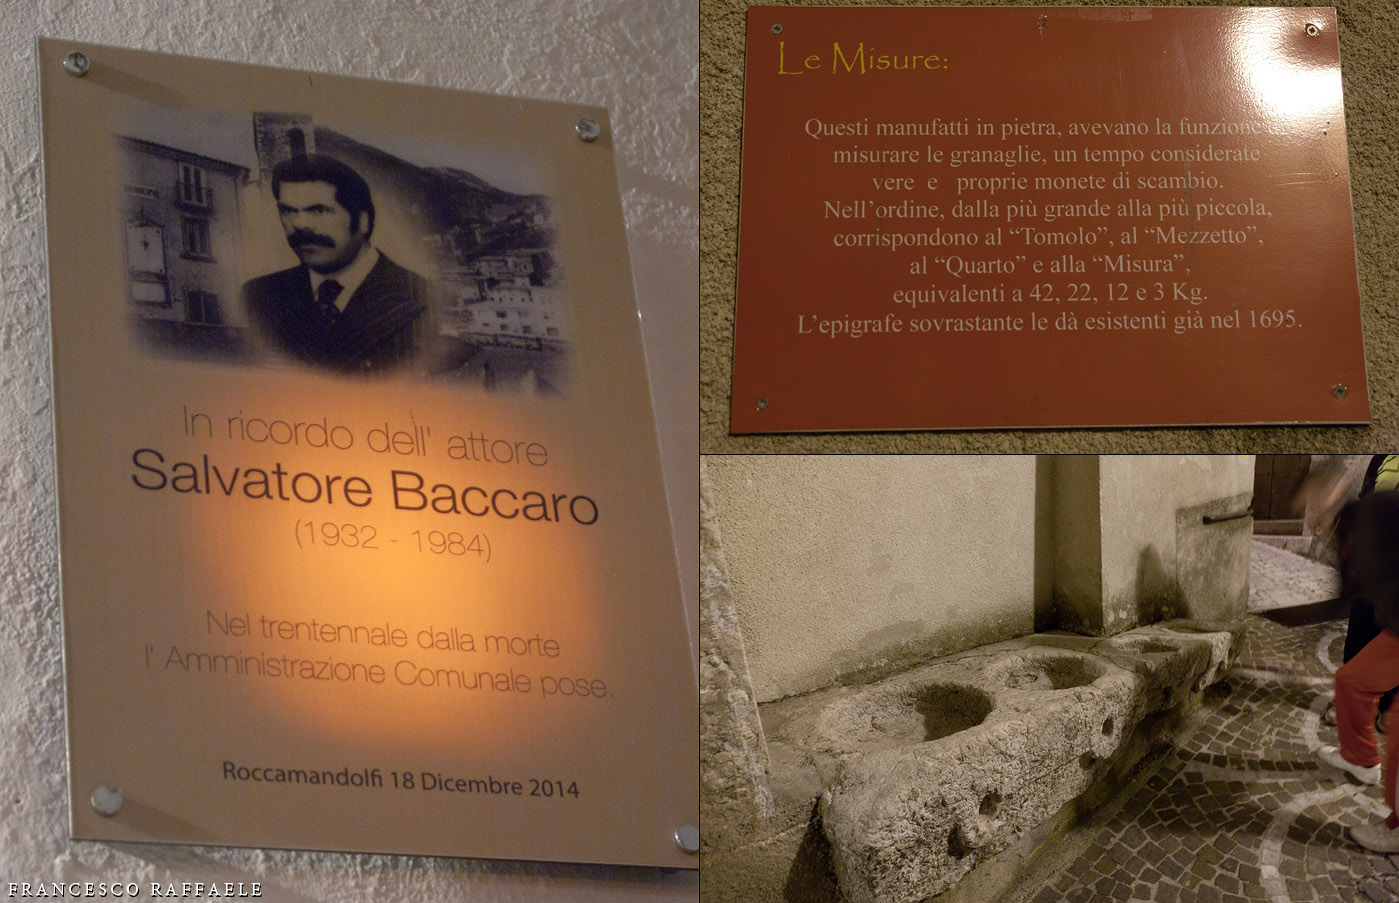 In ricordo dell' attore
Salvatore Baccaro
(1932 - 1984)
Nel trentennale dalla morte
l' Amministrazione Comunale pose.
Roccamandolfi 18 Dicembre 2014
Le Misure:
Questi manufatti in pietra, avevano la funzione
misurare le granaglie, un tempo considerate
vere e proprie monete di scambio.
Nell'ordine, dalla più grande alla più piccola,
corrispondono al "Tomolo", al "Mezzetto",
al "Quarto" e alla "Misura",
equivalenti a 42, 22, 12 e 3 Kg.
L'epigrafe sovrastante le dà esistenti già nel 1695.
FRANCESCO RAFFAELE